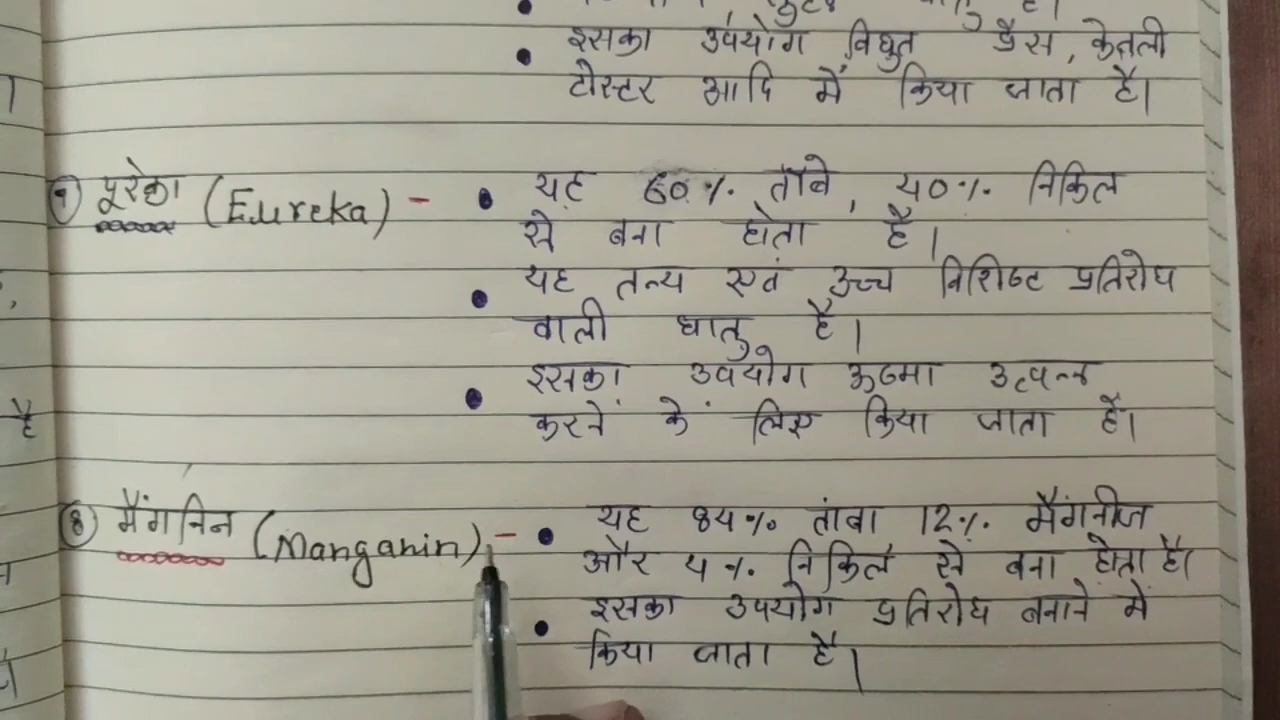 इसका उपयोग विद्युत प्रैस, केतली
टोस्टर आदि में किया जाता है।
यूरेका (Eureka) - • यह 60% तांबे, 40% निकिल
से बना होता है।
• यह तन्य एवं उच्च विशिष्ट प्रतिरोध
वाली धातु है।
• इसका उपयोग ऊष्मा उत्पन्न
करने के लिए किया जाता है।
⑧ मैंगनिन (Manganin) - • यह 84% तांबा 12% मैंगनीज
और 4% निकिल से बना होता है।
• इसका उपयोग प्रतिरोध बनाने में
किया जाता है।
है